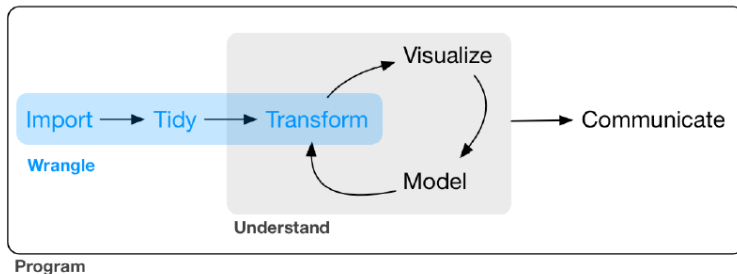 Visualize
Import
Tidy
Transform
Communicate
Wrangle
Model
Understand
Program